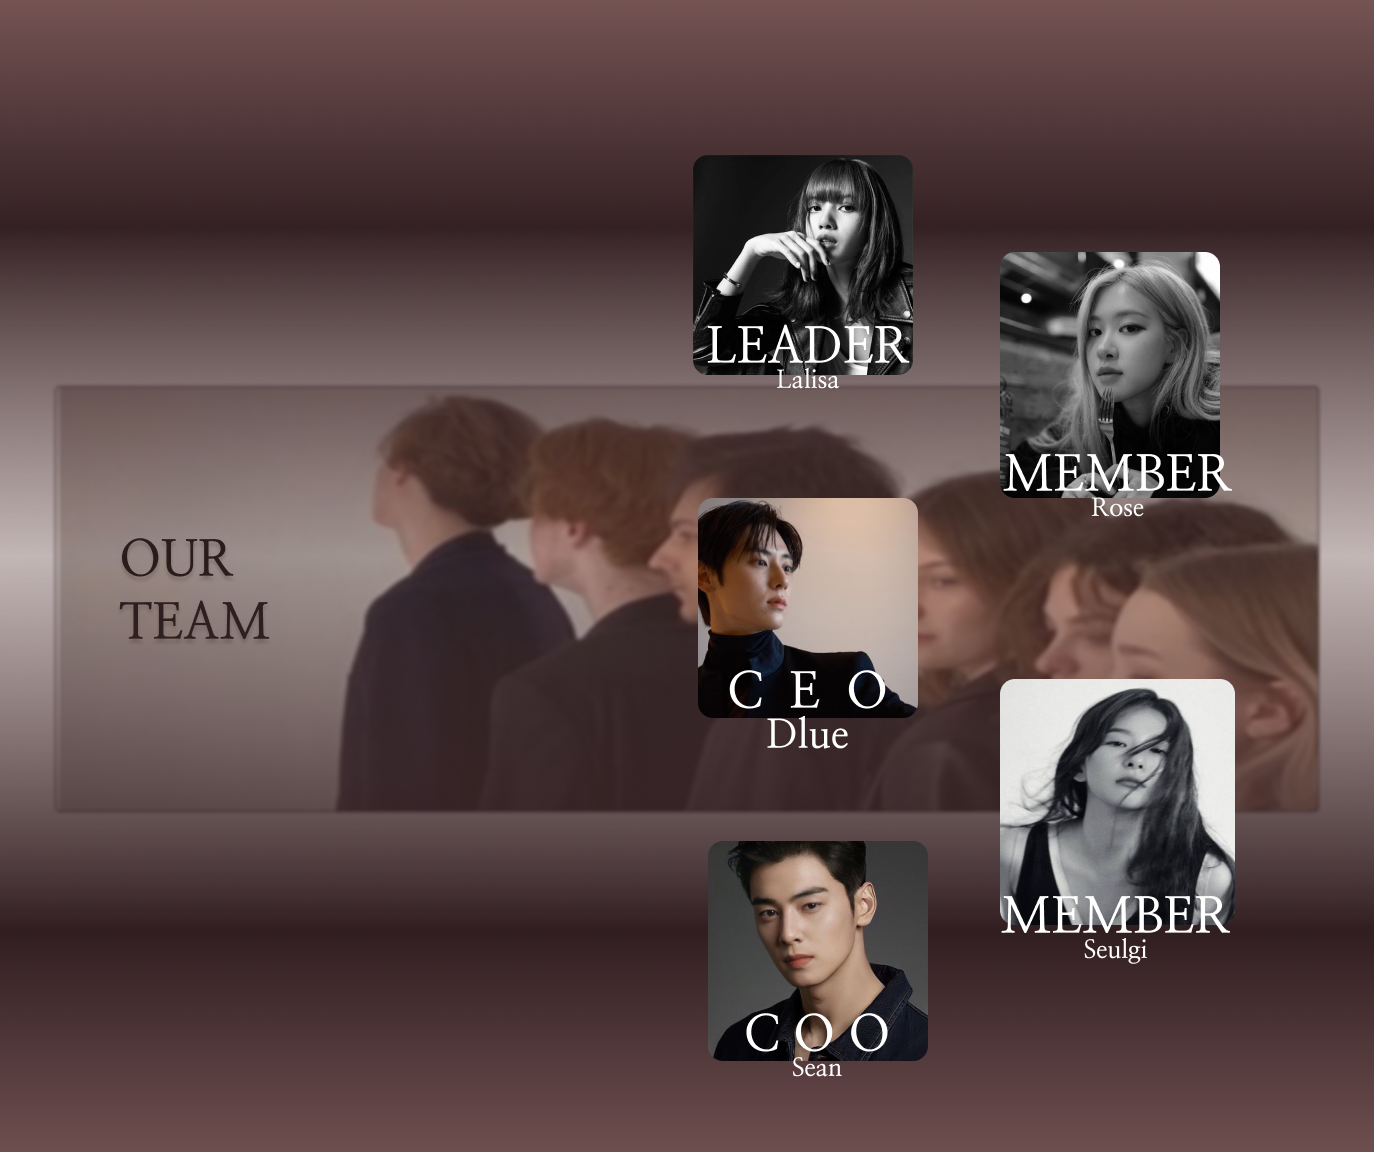 OUR
TEAM
LEADER
Lalisa
MEMBER
Rose
C E O
Dlue
MEMBER
Seulgi
COO
Sean